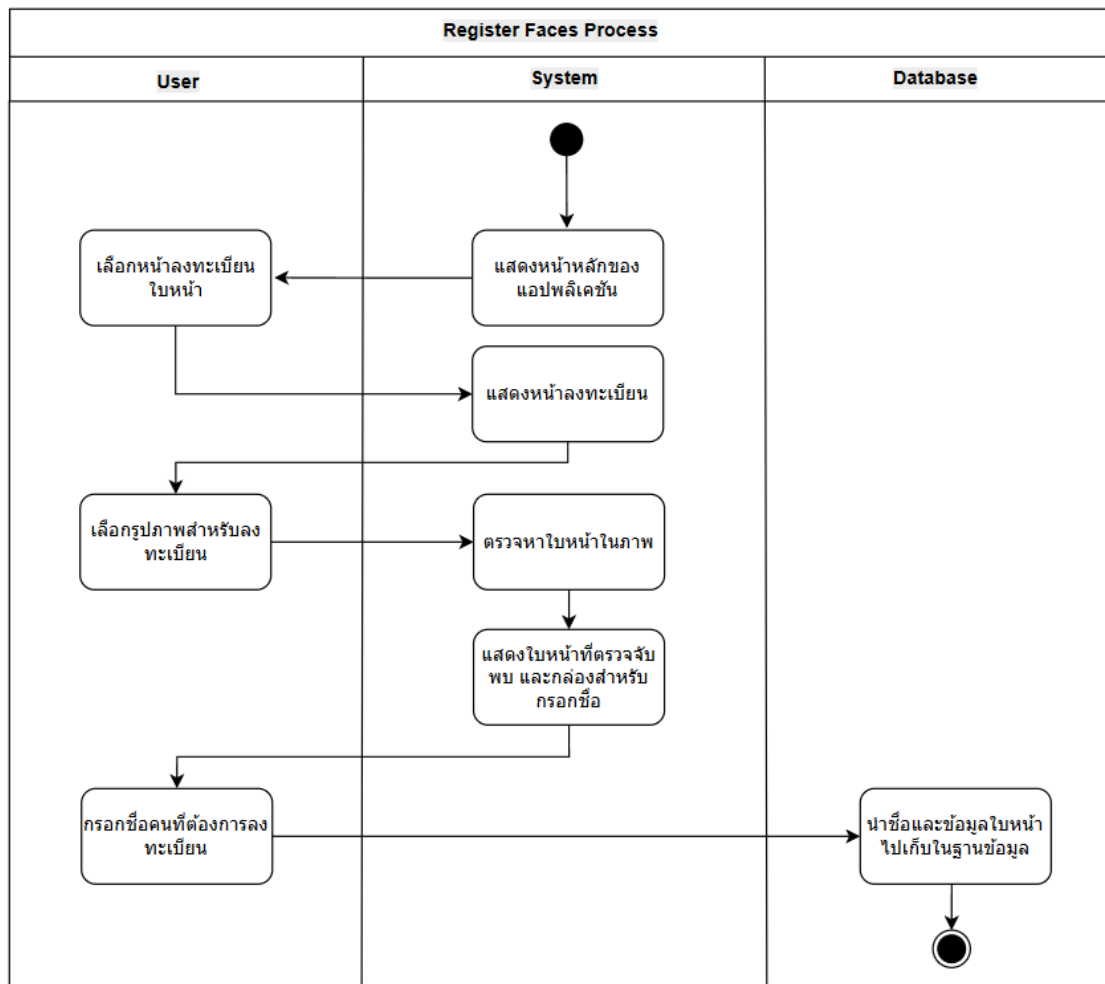 Register Faces Process
User
System
Database
แสดงหน้าหลักของ
แอปพลิเคชัน
เลือกหน้าลงทะเบียน
ใบหน้า
แสดงหน้าลงทะเบียน
เลือกรูปภาพสำหรับลง
ทะเบียน
ตรวจหาใบหน้าในภาพ
แสดงใบหน้าที่ตรวจจับ
พบ และกล่องสำหรับ
กรอกชื่อ
กรอกชื่อคนที่ต้องการลง
ทะเบียน
นำชื่อและข้อมูลใบหน้า
ไปเก็บในฐานข้อมูล